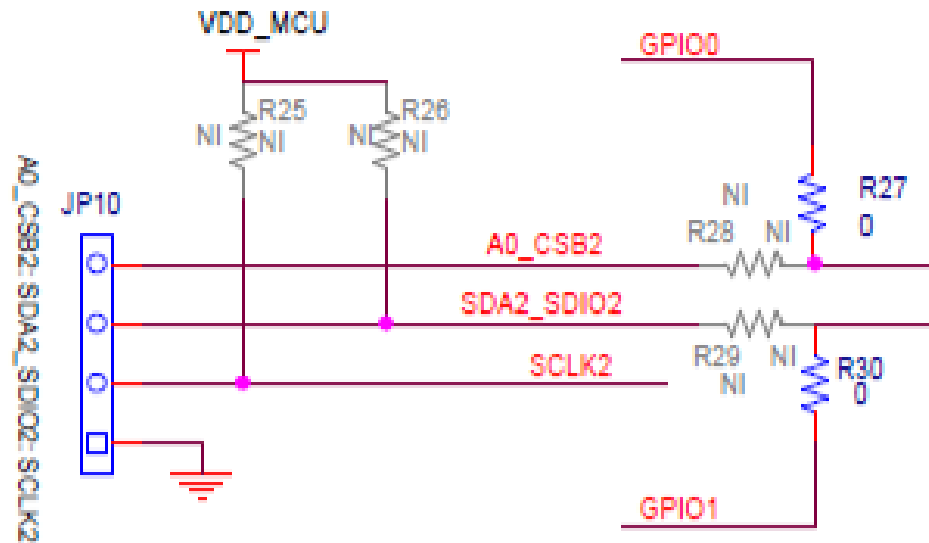 VDD_MCU
GPIO0
R25
R26
NI
NI
NI
NI
R27
0
NI
R28
NI
JP10
A0_CSB2
SDA2_SDIO2
SCLK2
R29
NI
NI
R30
0
GPIO1
A0_CSB2-SDA2_SDIO2-SCLK2